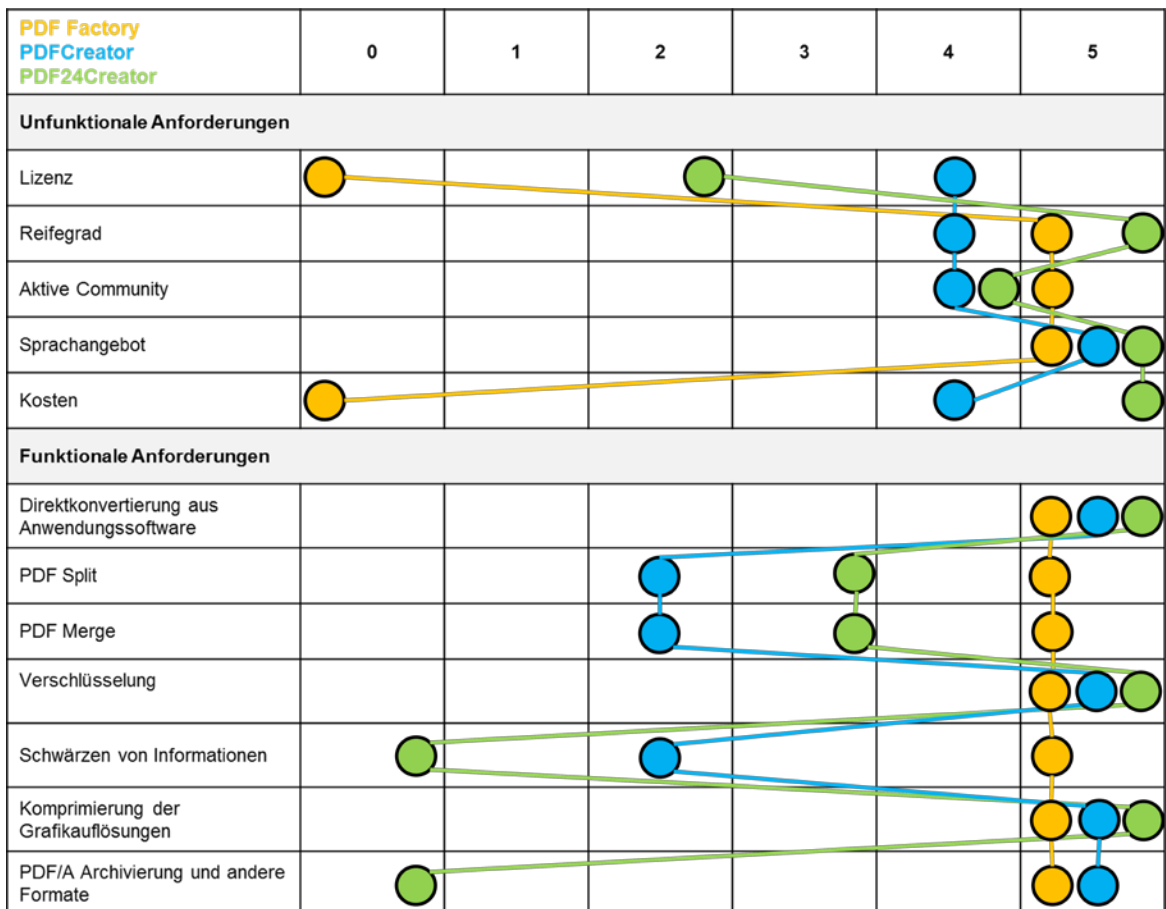 PDF Factory
PDFCreator
PDF24Creator
0 1 2 3 4 5
Unfunktionale Anforderungen
Lizenz
Reifegrad
Aktive Community
Sprachangebot
Kosten
Funktionale Anforderungen
Direktkonvertierung aus
Anwendungssoftware
PDF Split
PDF Merge
Verschlüsselung
Schwärzen von Informationen
Komprimierung der
Grafikauflösungen
PDF/A Archivierung und andere
Formate